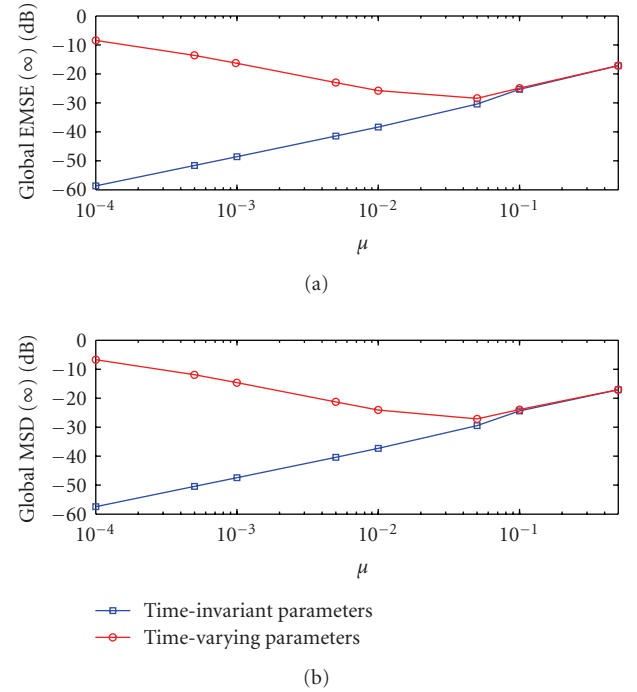 Global EMSE (∞) (dB)
0
−10
−20
−30
−40
−50
−60
10⁻⁴
10⁻³
10⁻²
10⁻¹
μ
(a)
Global MSD (∞) (dB)
0
−10
−20
−30
−40
−50
−60
10⁻⁴
10⁻³
10⁻²
10⁻¹
μ
Time-invariant parameters
Time-varying parameters
(b)